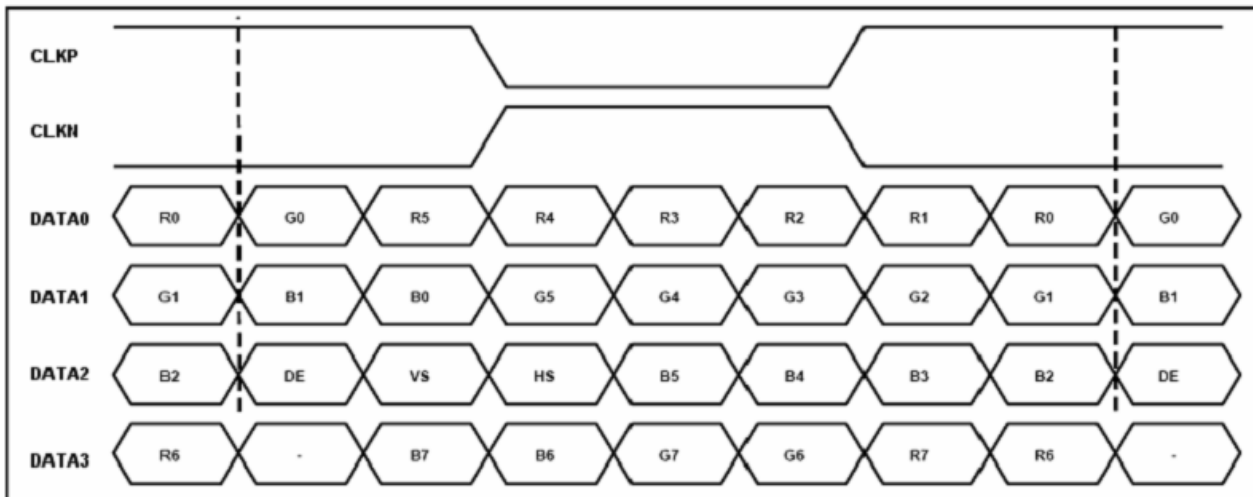 CLKP
CLKN
DATA0 R0 G0 R5 R4 R3 R2 R1 R0 G0
DATA1 G1 B1 B0 G5 G4 G3 G2 G1 B1
DATA2 B2 DE VS HS B5 B4 B3 B2 DE
DATA3 R6 - B7 B6 G7 G6 R7 R6 -